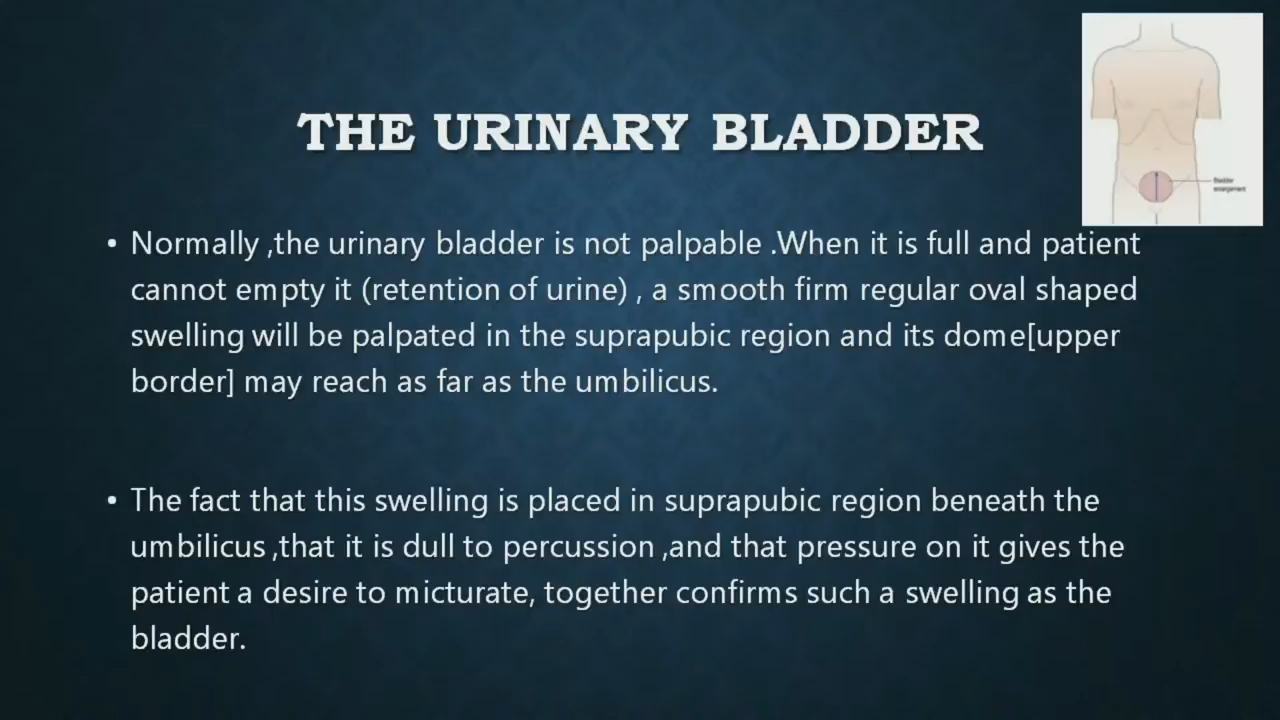 THE URINARY BLADDER
Bladder
enlargement
• Normally ,the urinary bladder is not palpable .When it is full and patient
cannot empty it (retention of urine) , a smooth firm regular oval shaped
swelling will be palpated in the suprapubic region and its dome[upper
border] may reach as far as the umbilicus.
• The fact that this swelling is placed in suprapubic region beneath the
umbilicus ,that it is dull to percussion ,and that pressure on it gives the
patient a desire to micturate, together confirms such a swelling as the
bladder.